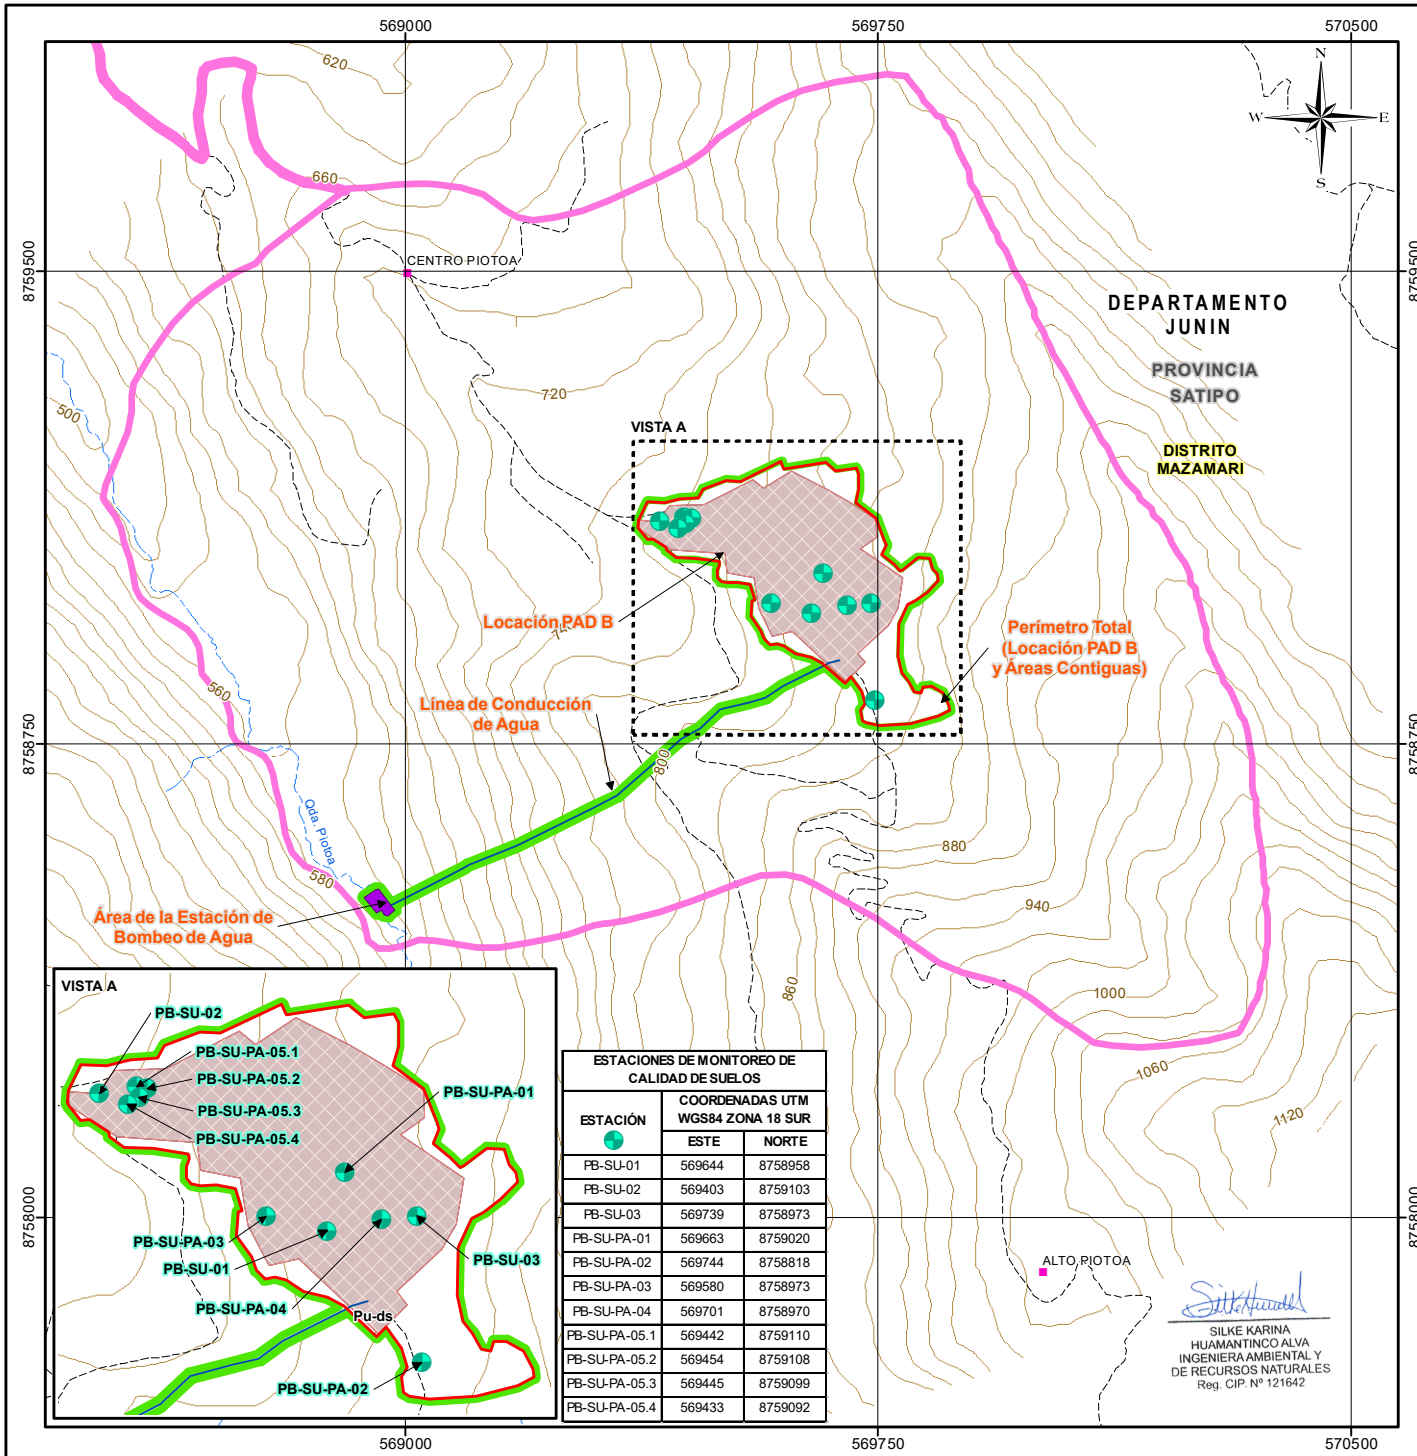 569000
569750
570500
620
N
W
E
S
660
CENTRO PIOTOA
8759500
8759500
DEPARTAMENTO
JUNIN
PROVINCIA
SATIPO
DISTRITO
MAZAMARI
500
720
VISTA A
Locación PAD B
Perímetro Total
(Locación PAD B
y Áreas Contiguas)
560
Línea de Conducción
de Agua
8758750
8758750
800
Qda. Piotoa
580
880
940
Área de la Estación de
Bombeo de Agua
860
1000
1060
1120
VISTA A
PB-SU-02
PB-SU-PA-05.1
PB-SU-PA-05.2
PB-SU-PA-05.3
PB-SU-PA-05.4
PB-SU-PA-01
PB-SU-PA-03
PB-SU-01
PB-SU-03
PB-SU-PA-04
Pu-ds
PB-SU-PA-02
ESTACIONES DE MONITOREO DE
CALIDAD DE SUELOS
ESTACIÓN
COORDENADAS UTM
WGS84 ZONA 18 SUR
ESTE NORTE
PB-SU-01 569644 8758958
PB-SU-02 569403 8759103
PB-SU-03 569739 8758973
PB-SU-PA-01 569663 8759020
PB-SU-PA-02 569744 8758818
PB-SU-PA-03 569580 8758973
PB-SU-PA-04 569701 8758970
PB-SU-PA-05.1 569442 8759110
PB-SU-PA-05.2 569454 8759108
PB-SU-PA-05.3 569445 8759099
PB-SU-PA-05.4 569433 8759092
8758000
8758000
ALTO PIOTOA
SILKE KARINA
HUAMANTINCO ALVA
INGENIERA AMBIENTAL Y
DE RECURSOS NATURALES
Reg. CIP. Nº 121642
569000
569750
570500